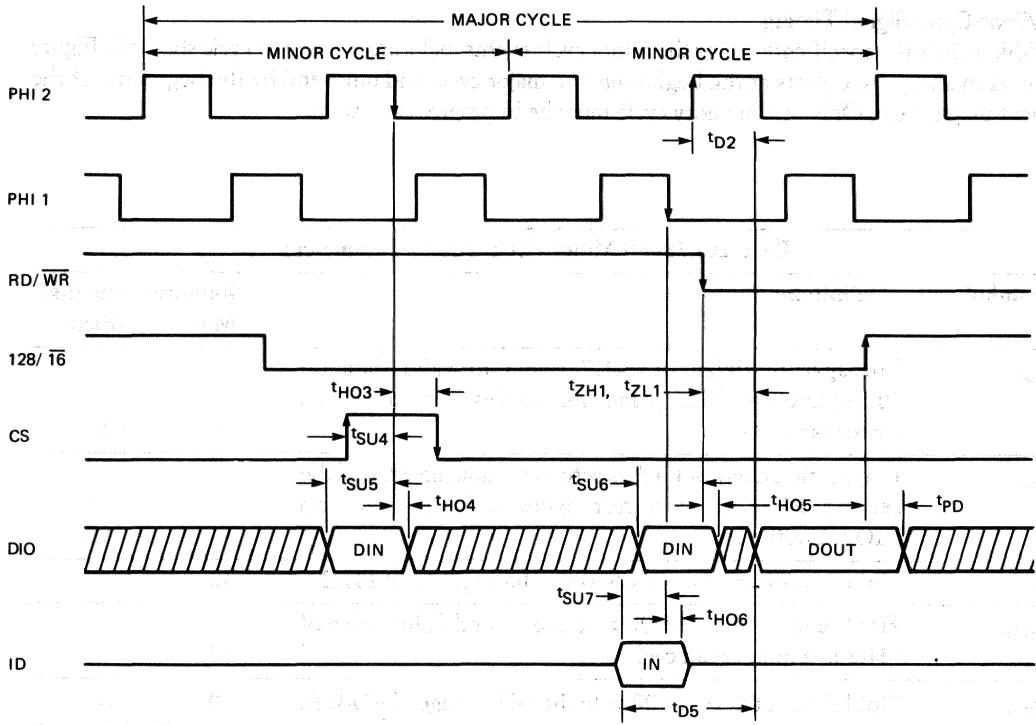 MAJOR CYCLE
MINOR CYCLE MINOR CYCLE
PHI 2
tD2
PHI 1
RD/WR
128/16
tHO3 tZH1, tZL1
CS
tSU4
tSU5 tSU6
tHO4 tHO5 tPD
DIO DIN DIN DOUT
tSU7
tHO6
ID IN
tD5